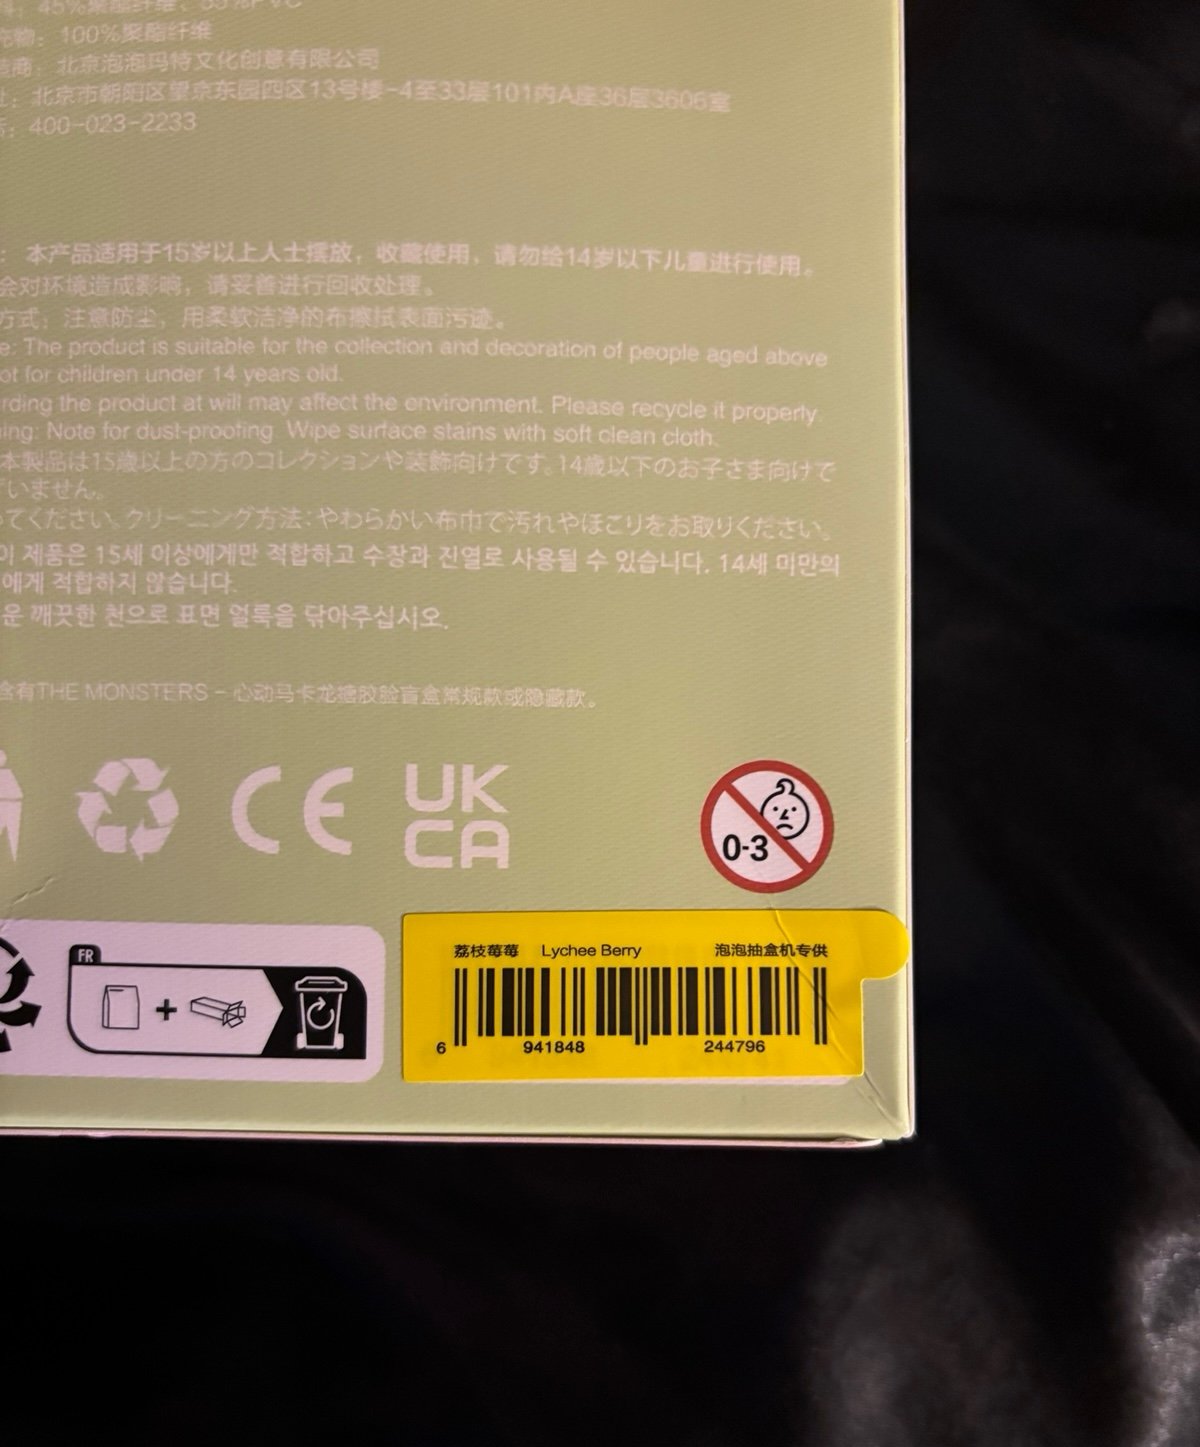 45%聚酯纤维、55%PVC
物：100%聚酯纤维
商：北京泡泡玛特文化创意有限公司
址：北京市朝阳区望京东园四区13号楼-4至33层101内A座36层3606室
400-023-2233
：本产品适用于15岁以上人士摆放，收藏使用，请勿给14岁以下儿童进行使用。
会对环境造成影响，请妥善进行回收处理。
方式：注意防尘，用柔软洁净的布擦拭表面污迹。
e: The product is suitable for the collection and decoration of people aged above
ot for children under 14 years old.
rding the product at will may affect the environment. Please recycle it properly.
ing: Note for dust-proofing. Wipe surface stains with soft clean cloth.
本製品は15歳以上の方のコレクションや装飾向けです。14歳以下のお子さま向けで
いません。
てください。クリーニング方法：やわらかい布巾で汚れやほこりをお取りください。
이 제품은 15세 이상에게만 적합하고 수장과 진열로 사용될 수 있습니다. 14세 미만의
에게 적합하지 않습니다.
운 깨끗한 천으로 표면 얼룩을 닦아주십시오.
含有THE MONSTERS - 心动马卡龙搪胶脸盲盒常规款或隐藏款。
CE UK
CA
0-3
FR
荔枝莓莓 Lychee Berry 泡泡抽盒机专供
6 941848 244796